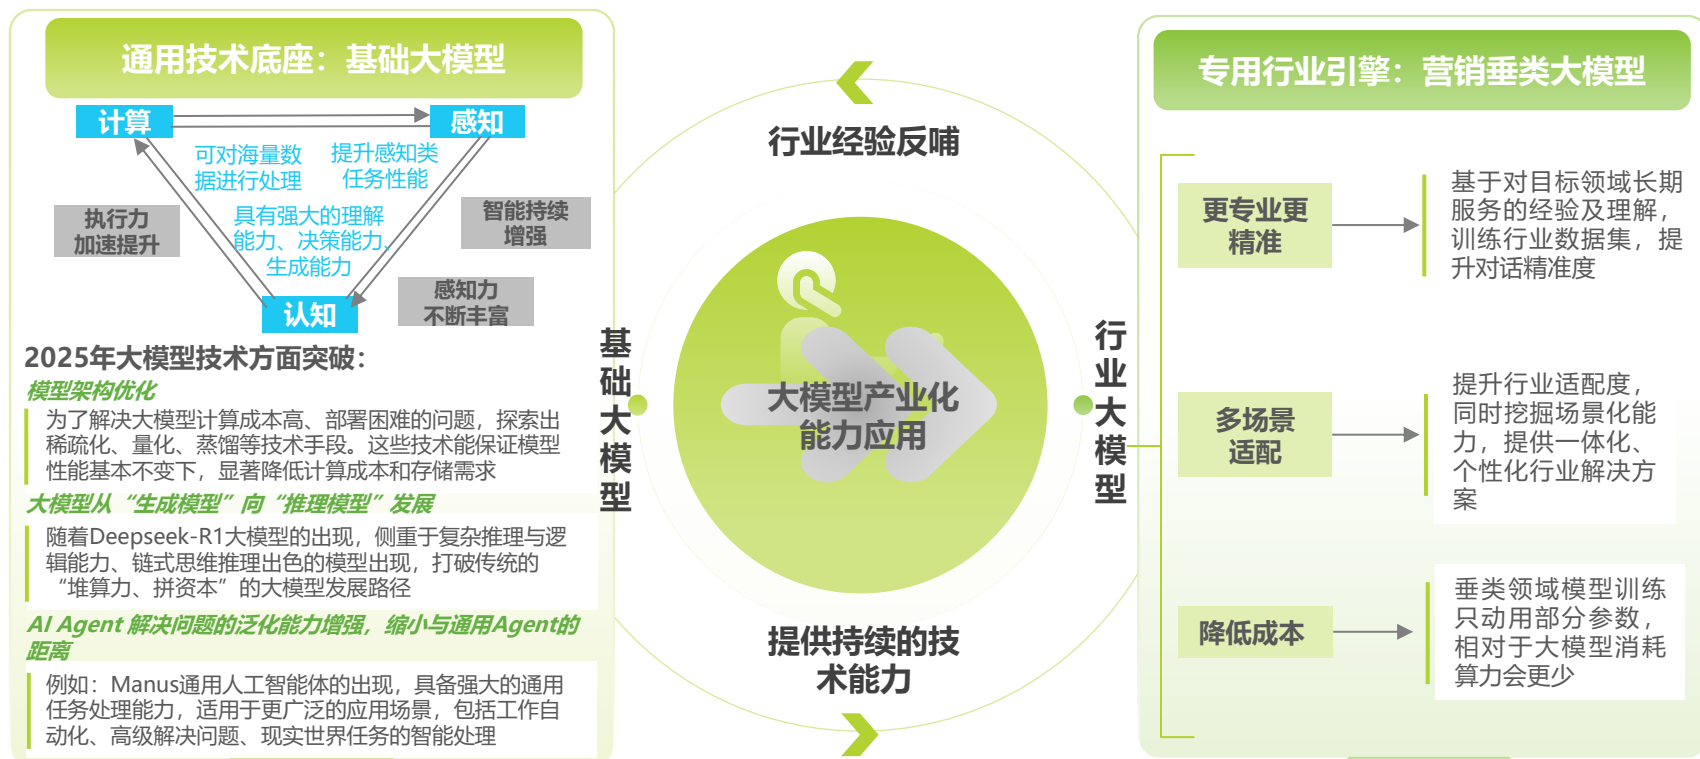 通用技术底座：基础大模型
计算
感知
可对海量数
据进行处理
提升感知类
任务性能
执行力
加速提升
具有强大的理解
能力、决策能力、
生成能力
智能持续
增强
感知力
不断丰富
认知
2025年大模型技术方面突破：
模型架构优化
为了解决大模型计算成本高、部署困难的问题，探索出
稀疏化、量化、蒸馏等技术手段。这些技术能保证模型
性能基本不变下，显著降低计算成本和存储需求
大模型从“生成模型”向“推理模型”发展
随着Deepseek-R1大模型的出现，侧重于复杂推理与逻
辑能力、链式思维推理出色的模型出现，打破传统的
“堆算力、拼资本”的大模型发展路径
AI Agent 解决问题的泛化能力增强，缩小与通用Agent的
距离
例如：Manus通用人工智能体的出现，具备强大的通用
任务处理能力，适用于更广泛的应用场景，包括工作自
动化、高级解决问题、现实世界任务的智能处理
行业经验反哺
基础大模型
大模型产业化
能力应用
行业大模型
提供持续的技
术能力
专用行业引擎：营销垂类大模型
更专业更
精准
基于对目标领域长期
服务的经验及理解，
训练行业数据集，提
升对话精准度
多场景
适配
提升行业适配度，
同时挖掘场景化能
力，提供一体化、
个性化行业解决方
案
降低成本
垂类领域模型训练
只动用部分参数，
相对于大模型消耗
算力会更少